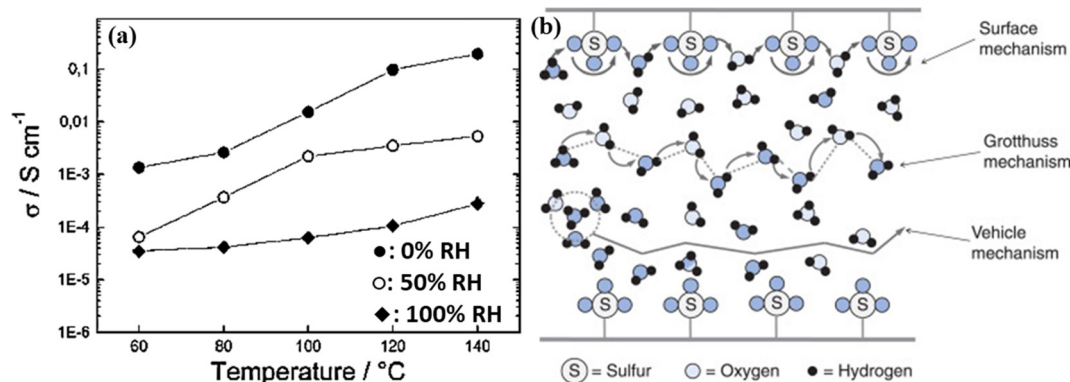 (a)
σ / S cm⁻¹
0,1
0,01
1E-3
1E-4
1E-5
1E-6
60 80 100 120 140
Temperature / °C
●: 0% RH
○: 50% RH
◆: 100% RH
(b)
S S S S
Surface
mechanism
Grotthuss
mechanism
Vehicle
mechanism
S S S S
S = Sulfur = Oxygen • = Hydrogen